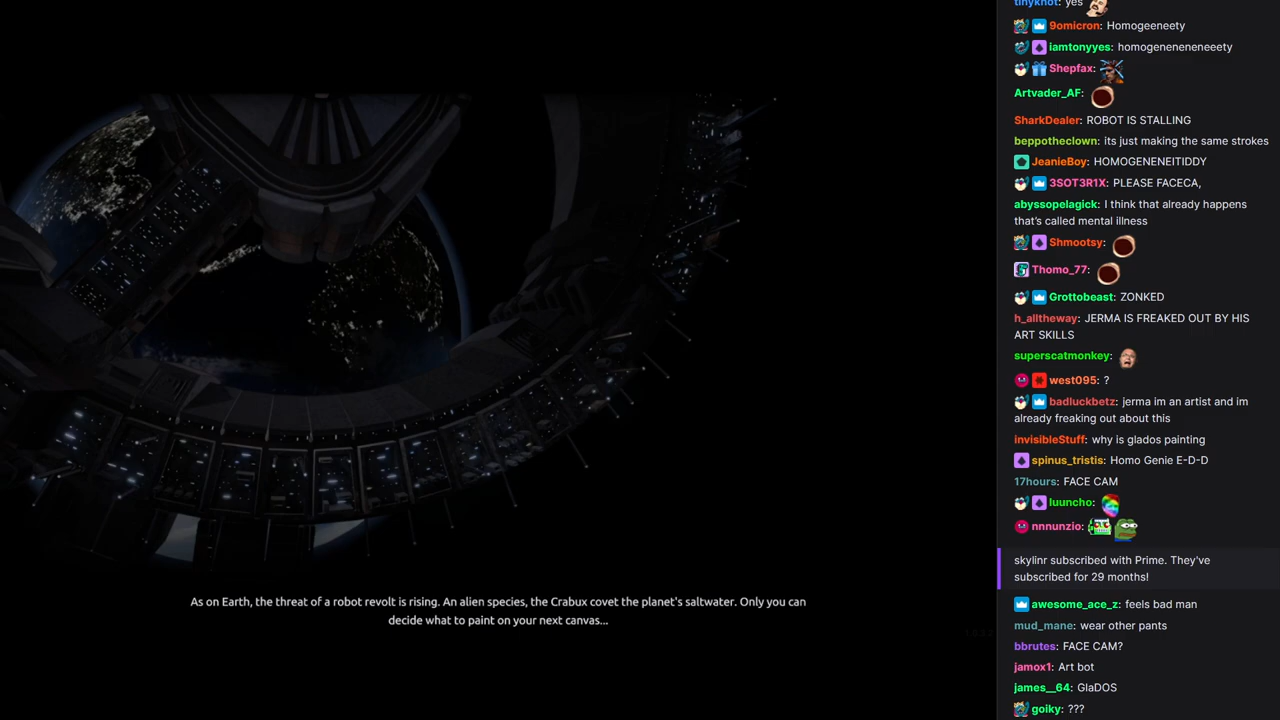 As on Earth, the threat of a robot revolt is rising. An alien species, the Crabux covet the planet's saltwater. Only you can
decide what to paint on your next canvas...
tinyknot: yes
9omicron: Homogeeneety
iamtonyyes: homogeneneneneeety
Shepfax:
Artvader_AF:
SharkDealer: ROBOT IS STALLING
beppotheclown: its just making the same strokes
JeanieBoy: HOMOGENENEITIDDY
3SOT3R1X: PLEASE FACECA,
abyssopelagick: I think that already happens
that's called mental illness
Shmootsy:
Thomo_77:
Grottobeast: ZONKED
h_alltheway: JERMA IS FREAKED OUT BY HIS
ART SKILLS
superscatmonkey:
west095: ?
badluckbetz: jerma im an artist and im
already freaking out about this
invisibleStuff: why is glados painting
spinus_tristis: Homo Genie E-D-D
17hours: FACE CAM
luuncho:
nnnunzio:
skylinr subscribed with Prime. They've
subscribed for 29 months!
awesome_ace_z: feels bad man
mud_mane: wear other pants
bbrutes: FACE CAM?
jamox1: Art bot
james__64: GlaDOS
goiky: ???